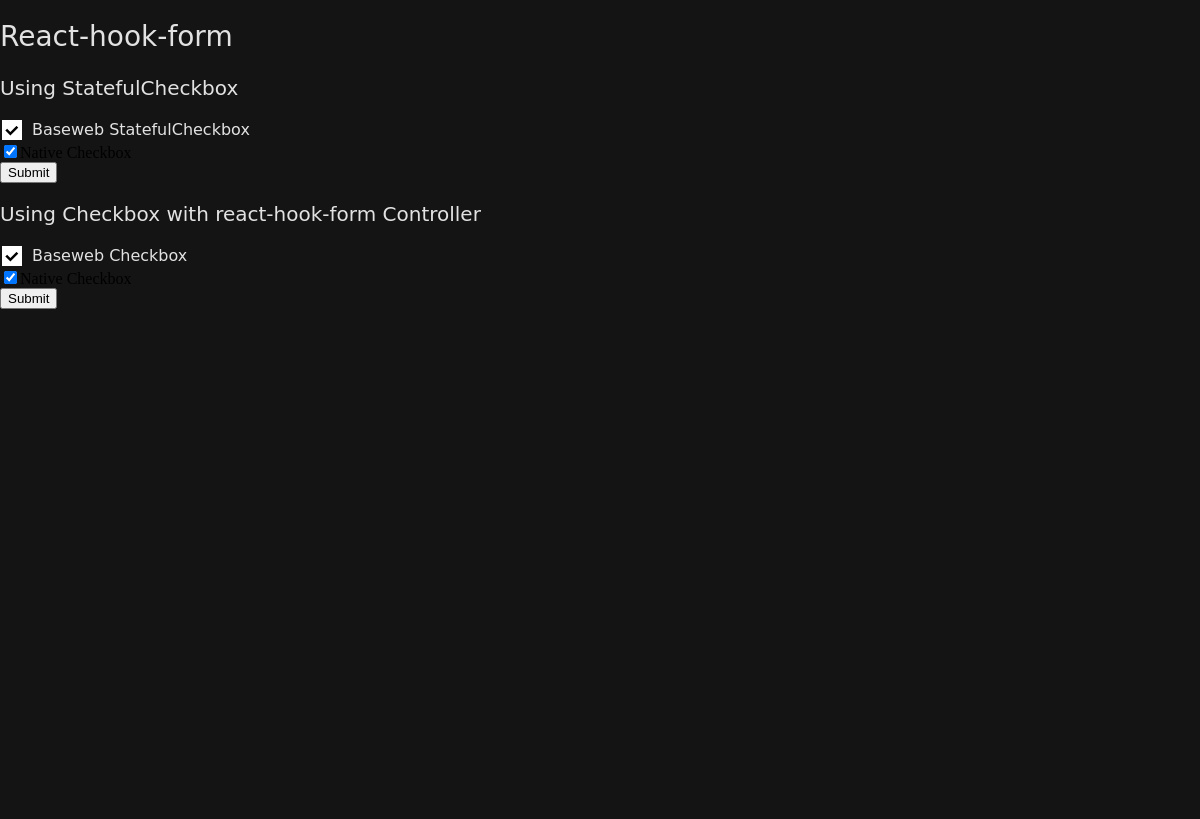 React-hook-form
Using StatefulCheckbox
Baseweb StatefulCheckbox
Native Checkbox
Submit
Using Checkbox with react-hook-form Controller
Baseweb Checkbox
Native Checkbox
Submit